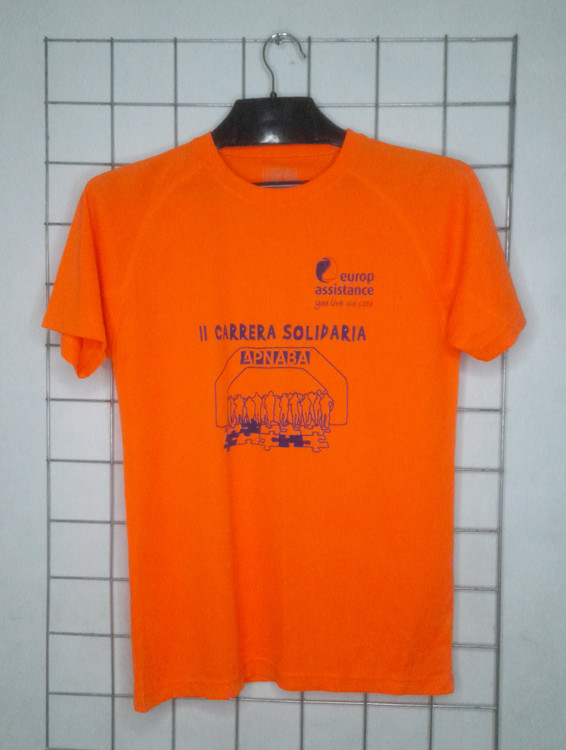 europ
assistance
you live we care
II CARRERA SOLIDARIA
APNABA